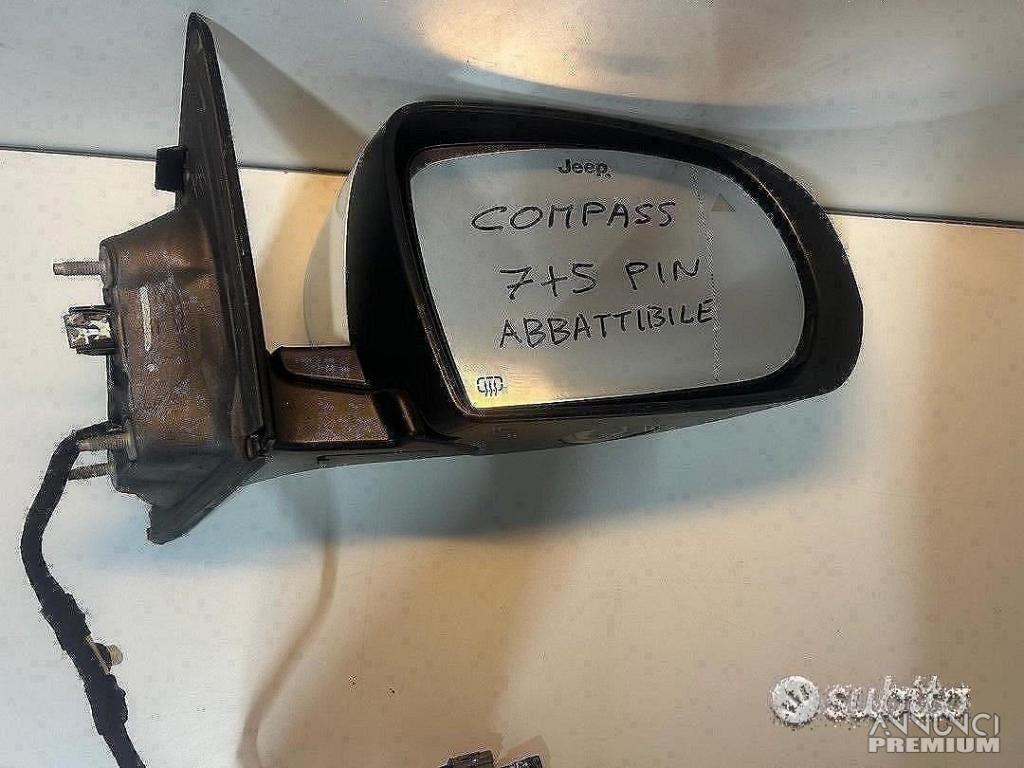 Jeep
COMPASS
7+5 PIN
ABBATTIBILE
subito
ANNUNCI
PREMIUM